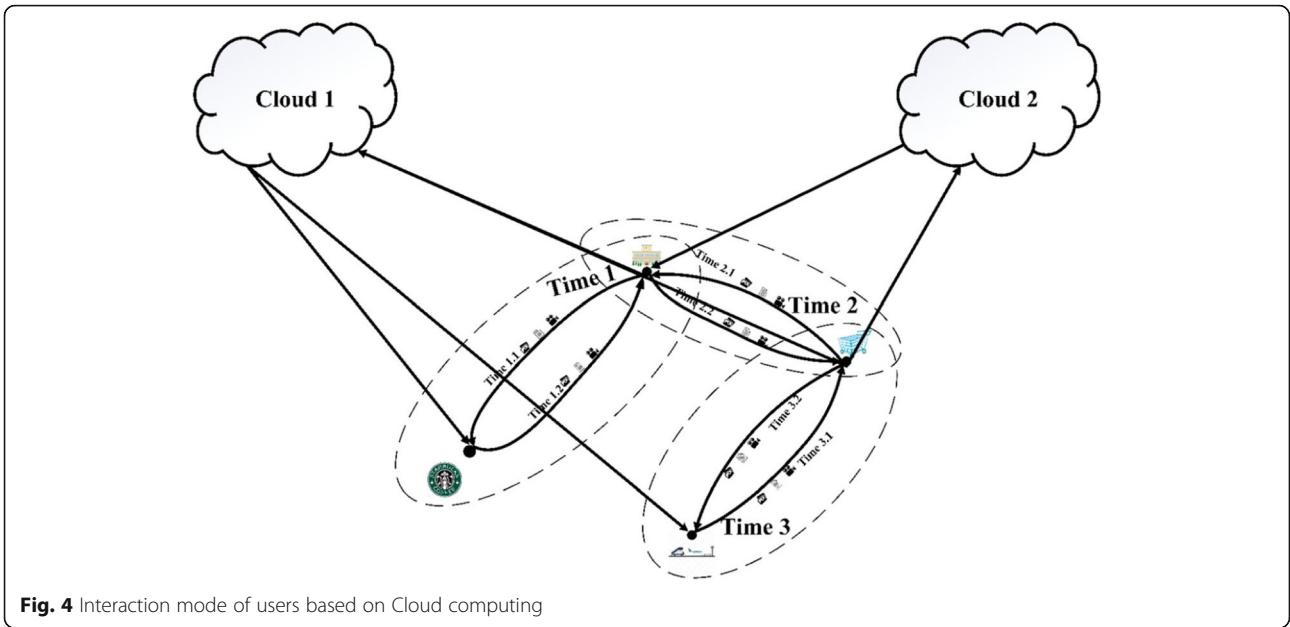 Cloud 1
Cloud 2
Time 1
Time 2.1
Time 2
Time 2.2
Time 1.1
Time 1.2
Time 3.2
Time 3.1
Time 3
Fig. 4 Interaction mode of users based on Cloud computing